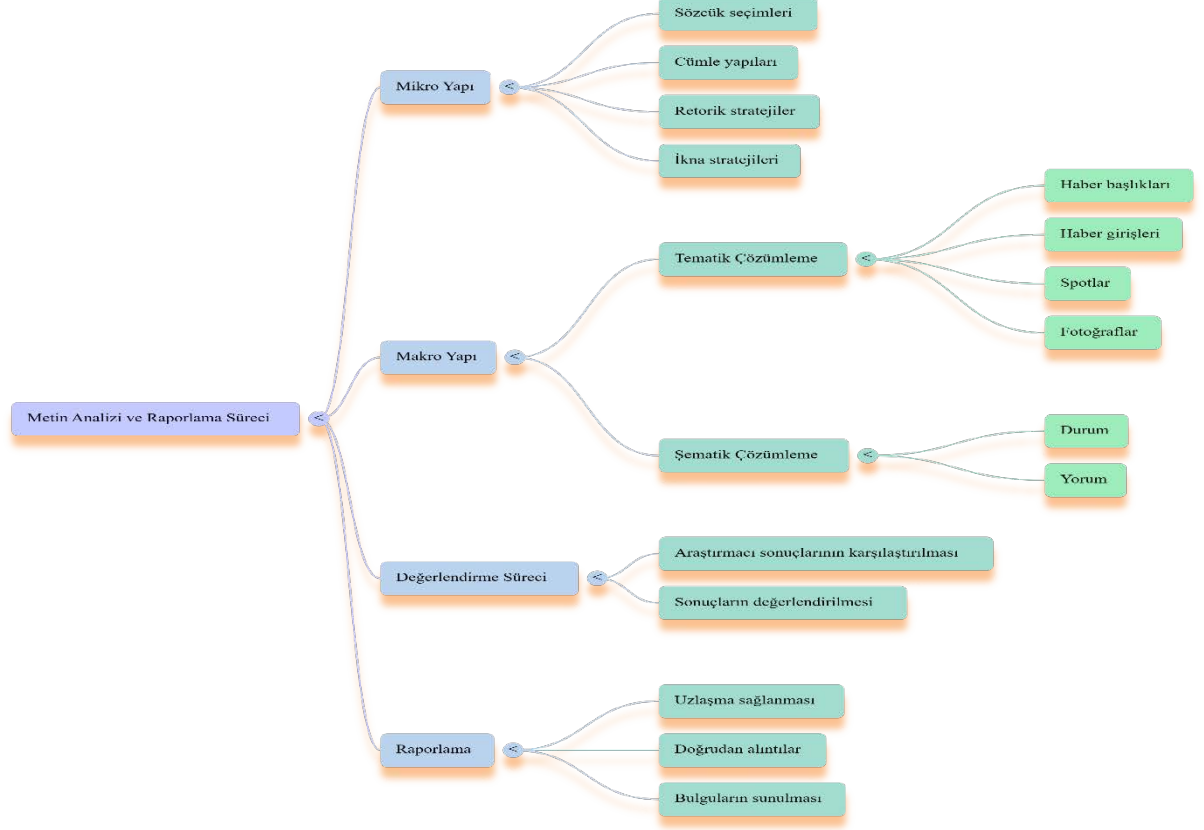 Metin Analizi ve Raporlama Süreci
<
Mikro Yapı
<
Sözcük seçimleri
Cümle yapıları
Retorik stratejiler
İkna stratejileri
Makro Yapı
<
Tematik Çözümleme
<
Haber başlıkları
Haber girişleri
Spotlar
Fotoğraflar
Şematik Çözümleme
<
Durum
Yorum
Değerlendirme Süreci
<
Araştırmacı sonuçlarının karşılaştırılması
Sonuçların değerlendirilmesi
Raporlama
<
Uzlaşma sağlanması
Doğrudan alıntılar
Bulguların sunulması